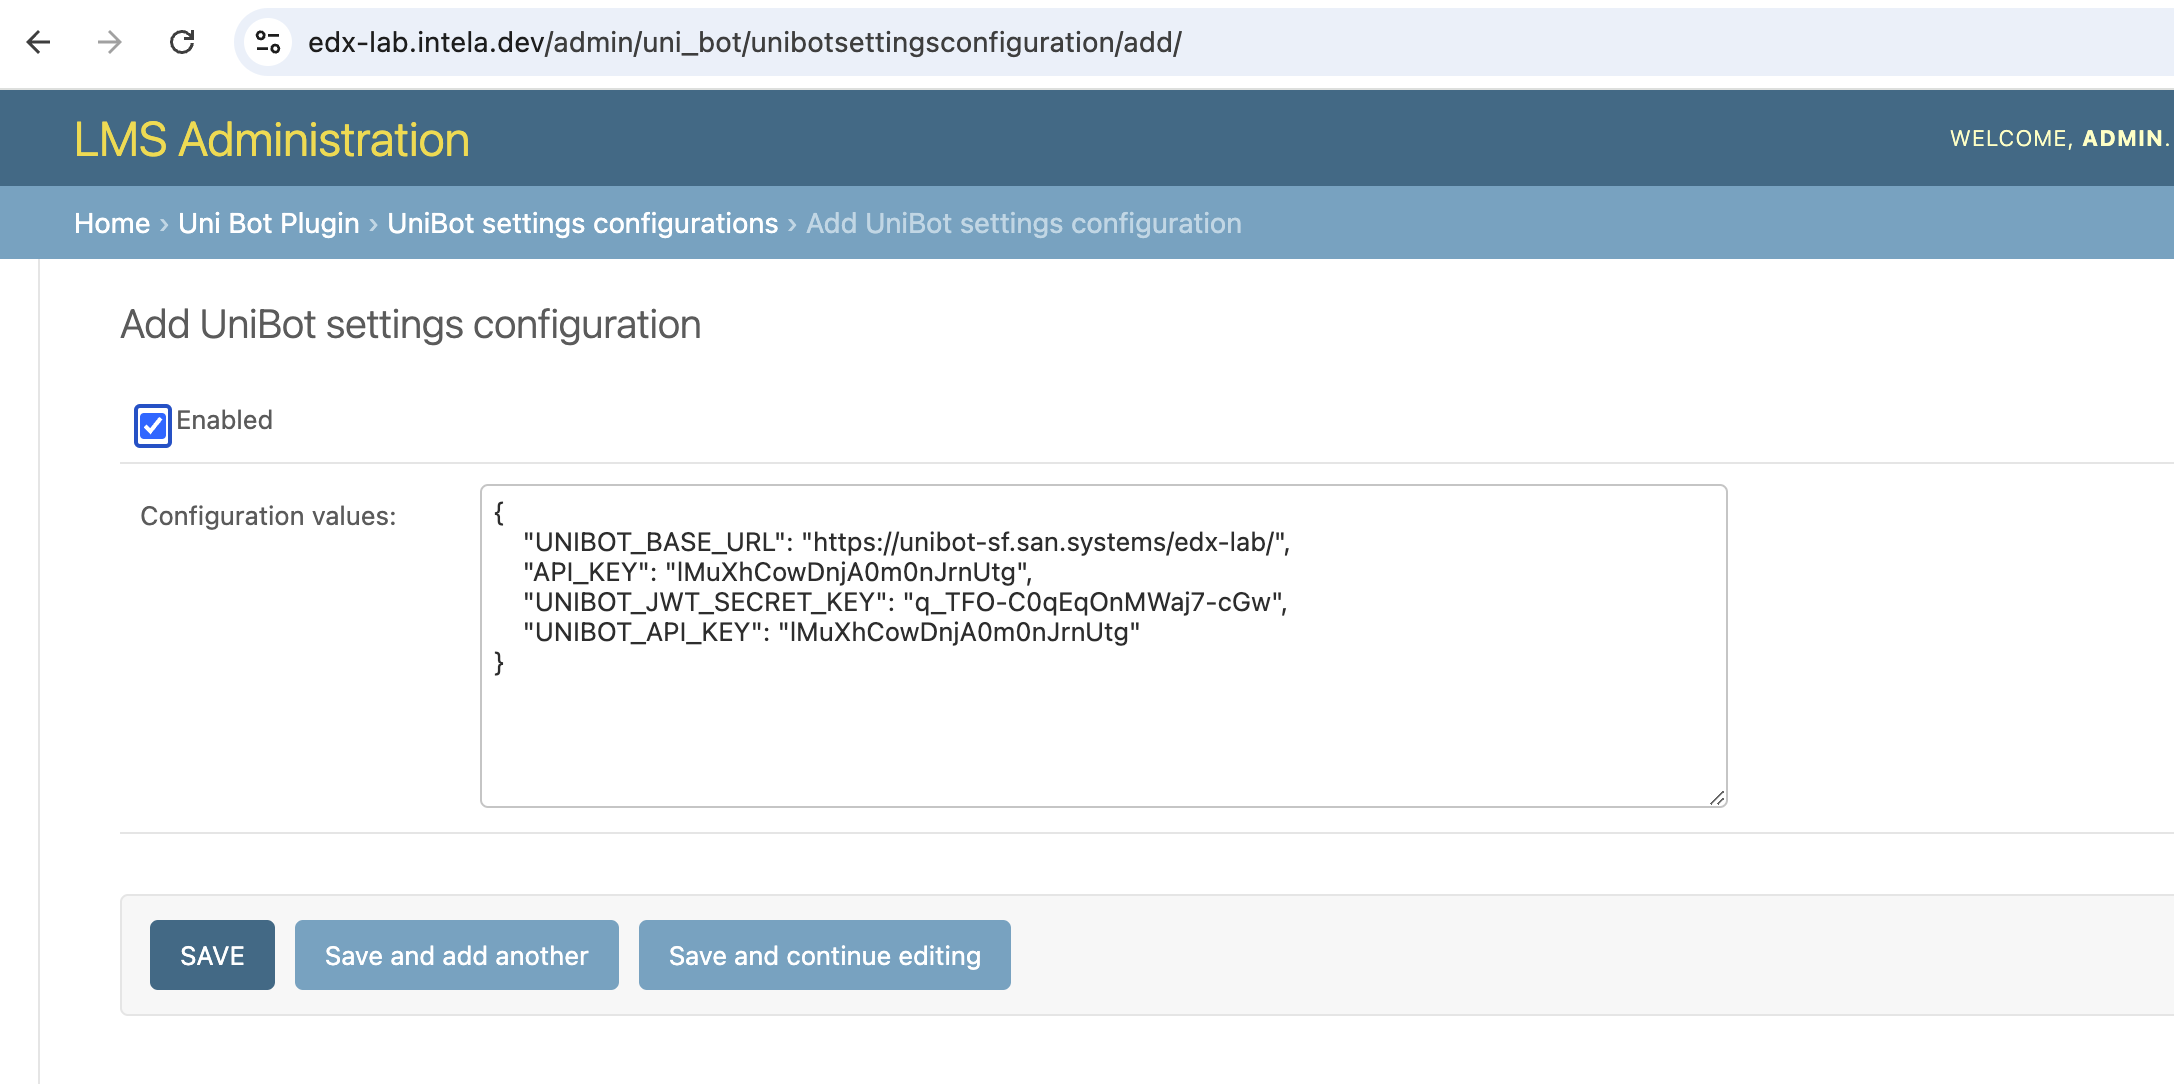 edx-lab.intela.dev/admin/uni_bot/unibotsettingsconfiguration/add/
LMS Administration
WELCOME, ADMIN.
Home › Uni Bot Plugin › UniBot settings configurations › Add UniBot settings configuration
Add UniBot settings configuration
Enabled
Configuration values:
{
"UNIBOT_BASE_URL": "https://unibot-sf.san.systems/edx-lab/",
"API_KEY": "lMuXhCowDnjA0m0nJrnUtg",
"UNIBOT_JWT_SECRET_KEY": "q_TFO-C0qEqOnMWaj7-cGw",
"UNIBOT_API_KEY": "lMuXhCowDnjA0m0nJrnUtg"
}
SAVE
Save and add another
Save and continue editing